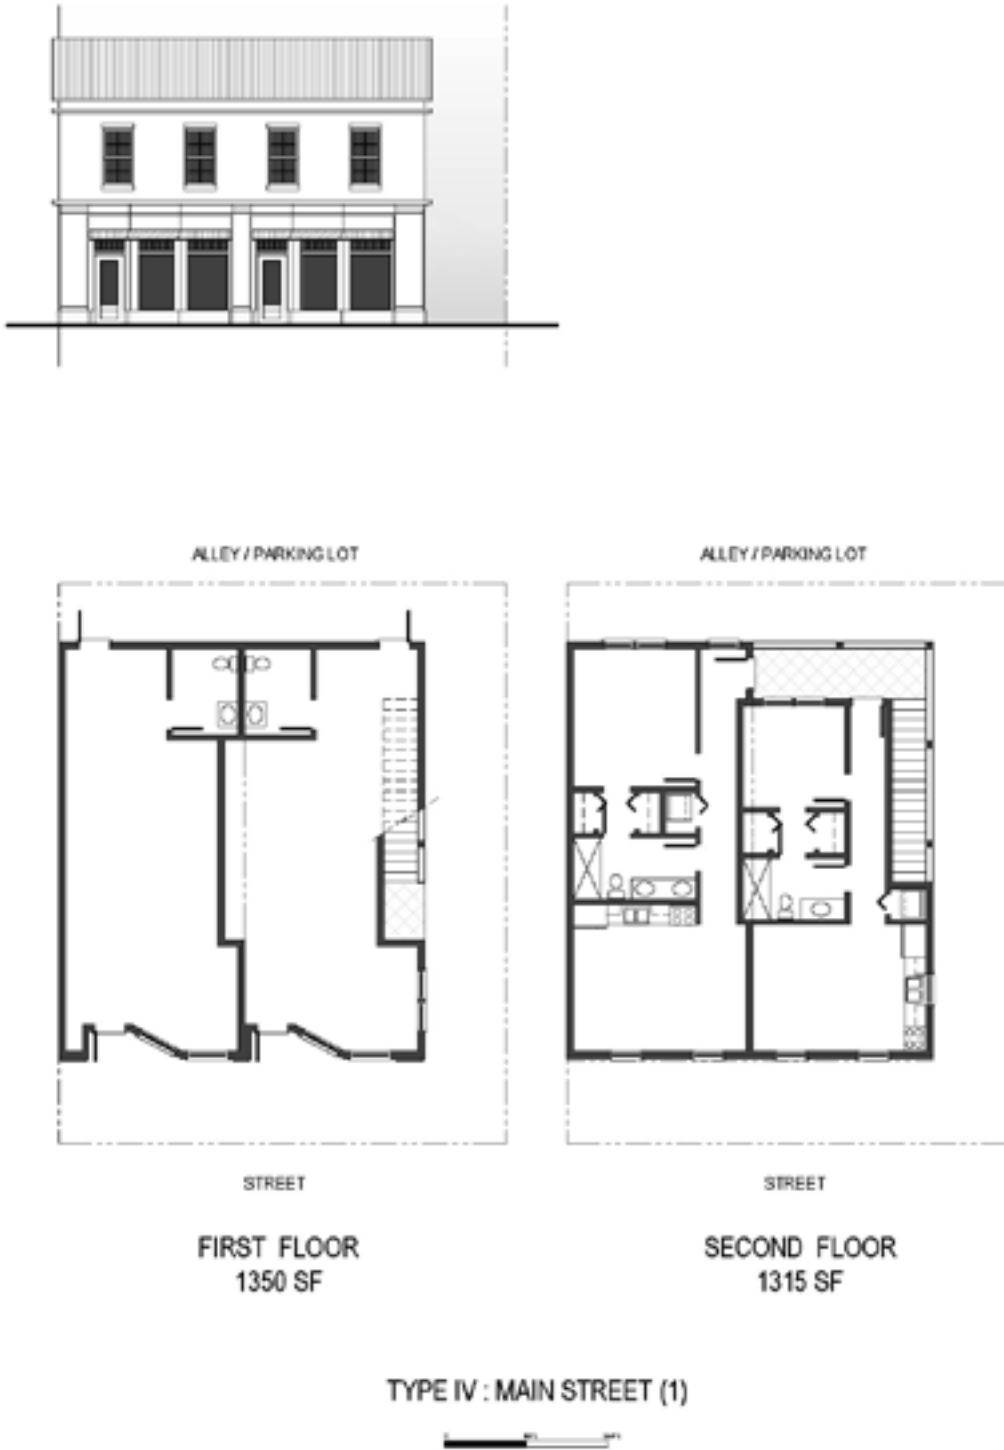 ALLEY / PARKING LOT
ALLEY / PARKING LOT
STREET
STREET
FIRST FLOOR
1350 SF
SECOND FLOOR
1315 SF
TYPE IV : MAIN STREET (1)